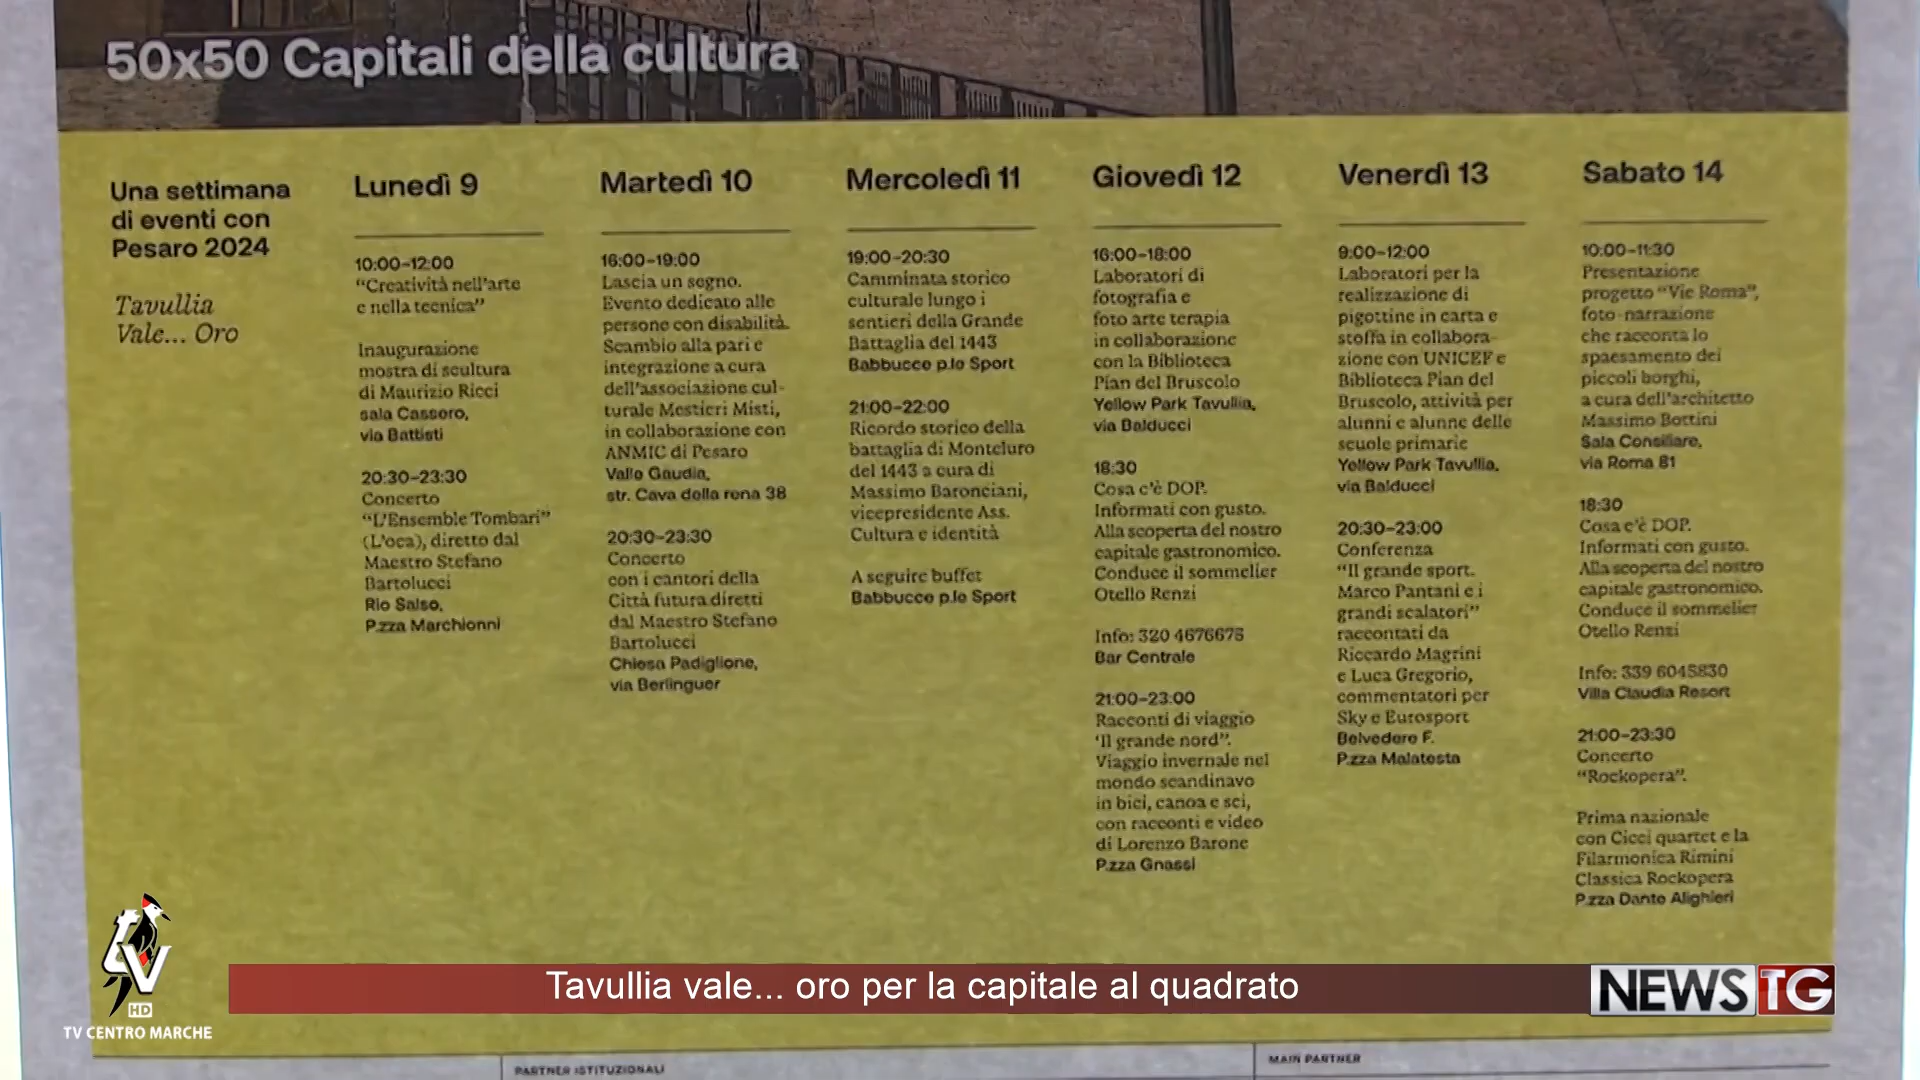 50x50 Capitali della cultura
Una settimana
di eventi con
Pesaro 2024
Tavullia
Vale... Oro
Lunedì 9
10:00-12:00
“Creatività nell'arte
e nella tecnica”
Inaugurazione
mostra di scultura
di Maurizio Ricci
sala Cassero,
via Battisti
20:30-23:30
Concerto
“L'Ensemble Tombari”
(L'oca), diretto dal
Maestro Stefano
Bartolucci
Rio Salso,
P.zza Marchionni
Martedì 10
16:00-19:00
Lascia un segno.
Evento dedicato alle
persone con disabilità.
Scambio alla pari e
integrazione a cura
dell'associazione cul-
turale Mestieri Misti,
in collaborazione con
ANMIC di Pesaro
Vallo Gaudia,
str. Cava della rena 38
20:30-23:30
Concerto
con i cantori della
Città futura diretti
dal Maestro Stefano
Bartolucci
Chiesa Padiglione,
via Berlinguer
Mercoledì 11
19:00-20:30
Camminata storico
culturale lungo i
sentieri della Grande
Battaglia del 1443
Babbucce p.le Sport
21:00-22:00
Ricordo storico della
battaglia di Monteluro
del 1443 a cura di
Massimo Baronciani,
vicepresidente Ass.
Cultura e identità
A seguire buffet
Babbucce p.le Sport
Giovedì 12
16:00-18:00
Laboratori di
fotografia e
foto arte terapia
in collaborazione
con la Biblioteca
Pian del Bruscolo
Yellow Park Tavullia,
via Balducci
18:30
Cosa c'è DOP.
Informati con gusto.
Alla scoperta del nostro
capitale gastronomico.
Conduce il sommelier
Otello Renzi
Info: 320 4676675
Bar Centrale
21:00-23:00
Racconti di viaggio
‘Il grande nord”.
Viaggio invernale nel
mondo scandinavo
in bici, canoa e sci,
con racconti e video
di Lorenzo Barone
P.zza Gnassi
Venerdì 13
9:00-12:00
Laboratori per la
realizzazione di
pigottine in carta e
stoffa in collabora-
zione con UNICEF e
Biblioteca Pian del
Bruscolo, attività per
alunni e alunne delle
scuole primarie
Yellow Park Tavullia,
via Balducci
20:30-23:00
Conferenza
“Il grande sport.
Marco Pantani e i
grandi scalatori”
raccontati da
Riccardo Magrini
e Luca Gregorio,
commentatori per
Sky e Eurosport
Belvedere F.
P.zza Malatesta
Sabato 14
10:00-11:30
Presentazione
progetto “Vie Roma”,
foto-narrazione
che racconta lo
spaesamento dei
piccoli borghi,
a cura dell'architetto
Massimo Bottini
Sala Consiliare,
via Roma 81
18:30
Cosa c'è DOP.
Informati con gusto.
Alla scoperta del nostro
capitale gastronomico.
Conduce il sommelier
Otello Renzi
Info: 339 6045830
Villa Claudia Resort
21:00-23:30
Concerto
“Rockopera”.
Prima nazionale
con Cicci quartet e la
Filarmonica Rimini
Classica Rockopera
P.zza Dante Alighieri
TV
HD
TV CENTRO MARCHE
Tavullia vale... oro per la capitale al quadrato
NEWS TG
PARTNER ISTITUZIONALI
MAIN PARTNER